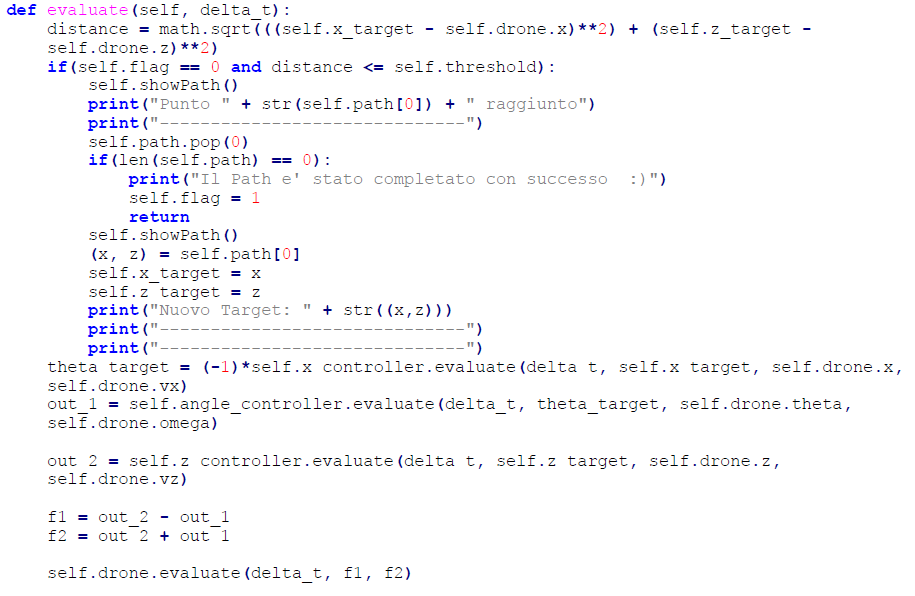 def evaluate(self, delta_t):
    distance = math.sqrt(((self.x_target - self.drone.x)**2) + (self.z_target -
    self.drone.z)**2)
    if(self.flag == 0 and distance <= self.threshold):
        self.showPath()
        print("Punto " + str(self.path[0]) + " raggiunto")
        print("------------------------------")
        self.path.pop(0)
        if(len(self.path) == 0):
            print("Il Path e' stato completato con successo  :)")
            self.flag = 1
            return
        self.showPath()
        (x, z) = self.path[0]
        self.x_target = x
        self.z_target = z
        print("Nuovo Target: " + str((x,z)))
        print("------------------------------")
        print("------------------------------")
    theta_target = (-1)*self.x_controller.evaluate(delta_t, self.x_target, self.drone.x,
    self.drone.vx)
    out_1 = self.angle_controller.evaluate(delta_t, theta_target, self.drone.theta,
    self.drone.omega)

    out_2 = self.z_controller.evaluate(delta_t, self.z_target, self.drone.z,
    self.drone.vz)

    f1 = out_2 - out_1
    f2 = out_2 + out_1

    self.drone.evaluate(delta_t, f1, f2)